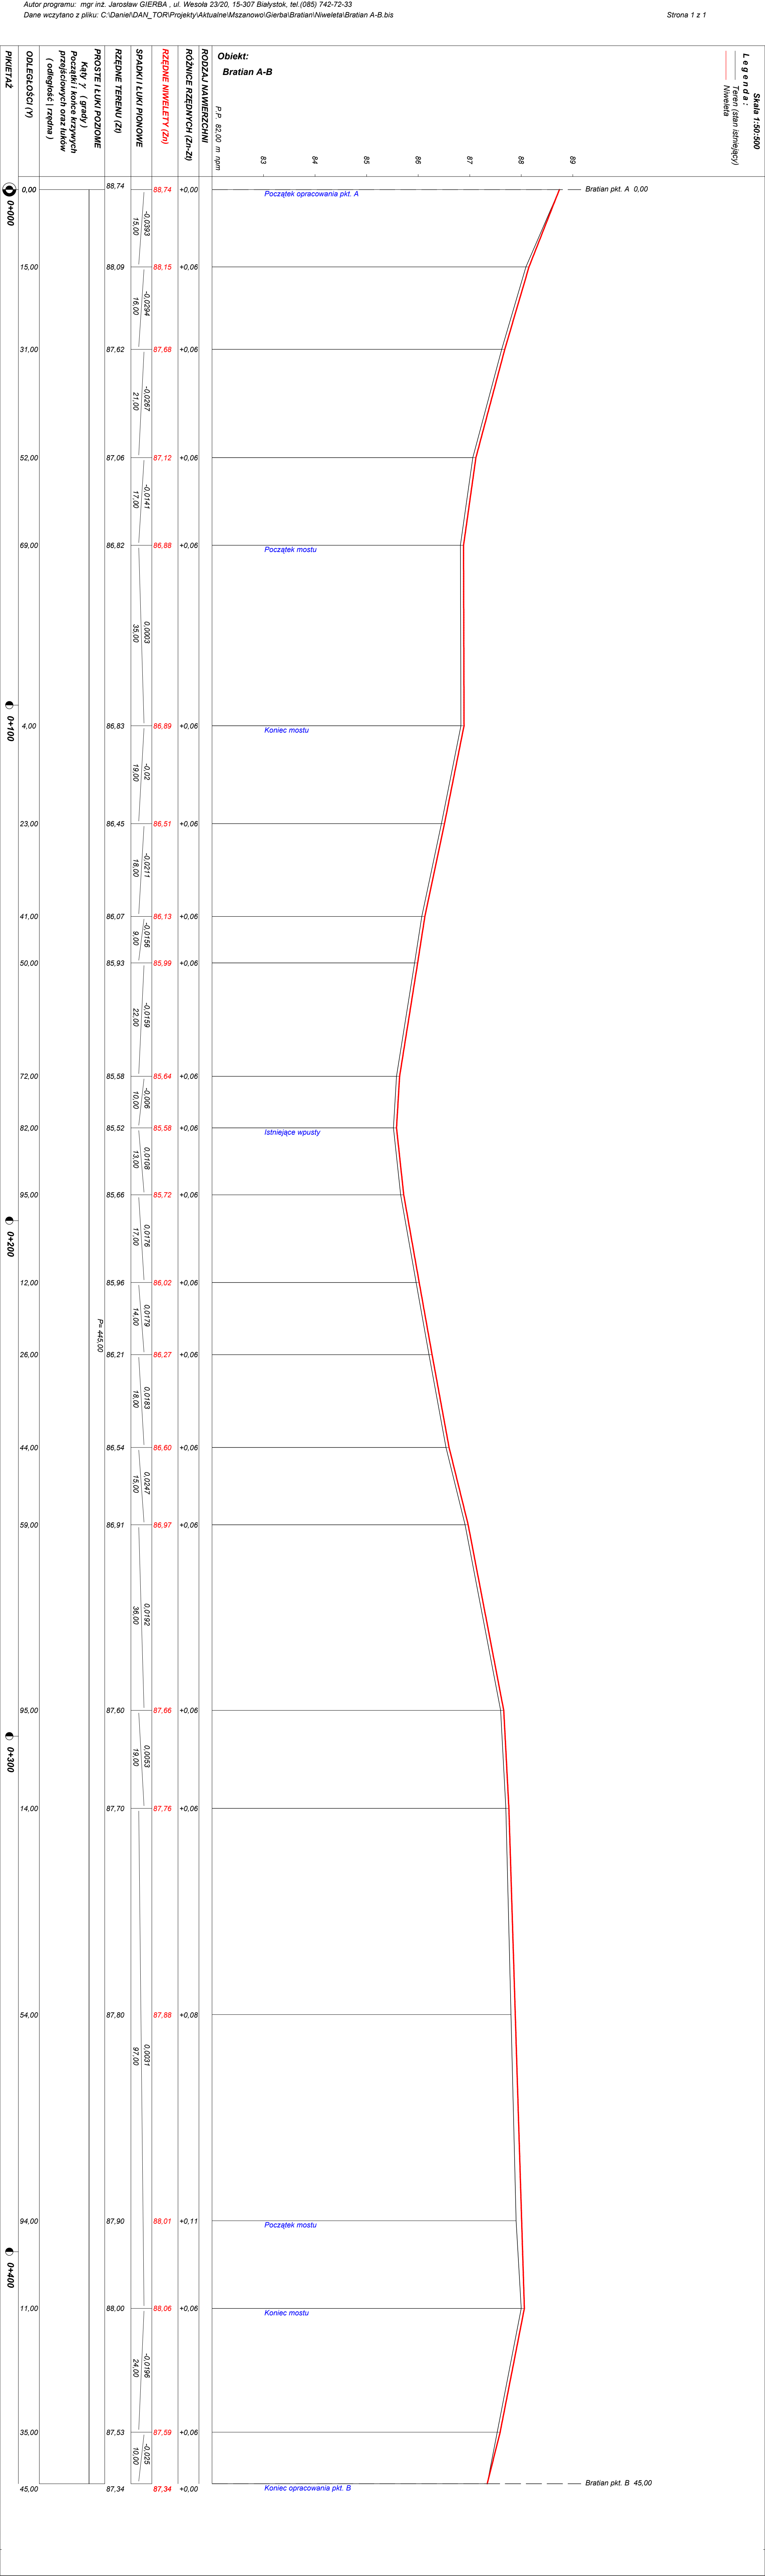 Autor programu: mgr inż. Jarosław GIERBA , ul. Wesoła 23/20, 15-307 Białystok, tel.(085) 742-72-33
Dane wczytano z pliku: C:\Daniel\DAN_TOR\Projekty\Aktualne\Mszanowo\Gierba\Bratian\Niweleta\Bratian A-B.bis
Strona 1 z 1
Skala 1:50:500
L e g e n d a :
Teren (stan istniejący)
Niweleta
Obiekt:
Bratian A-B
P.P. 82,00 m npm
83
84
85
86
87
88
89
RODZAJ NAWIERZCHNI
RÓŻNICE RZĘDNYCH (Zn-Zt)
RZĘDNE NIWELETY (Zn)
SPADKI I ŁUKI PIONOWE
RZĘDNE TERENU (Zt)
PROSTE I ŁUKI POZIOME
Kąty γ ( grady )
Początki i końce krzywych
przejściowych oraz łuków
( odległość i rzędna )
ODLEGŁOŚCI (Y)
PIKIETAŻ
0,00 88,74 88,74 +0,00 Początek opracowania pkt. A Bratian pkt. A 0,00
0+000
-0,0393
15,00
15,00 88,09 88,15 +0,06
-0,0294
16,00
31,00 87,62 87,68 +0,06
-0,0267
21,00
52,00 87,06 87,12 +0,06
-0,0141
17,00
69,00 86,82 86,88 +0,06 Początek mostu
0,0003
35,00
0+100
4,00 86,83 86,89 +0,06 Koniec mostu
-0,02
19,00
23,00 86,45 86,51 +0,06
-0,0211
18,00
41,00 86,07 86,13 +0,06
-0,0156
9,00
50,00 85,93 85,99 +0,06
-0,0159
22,00
72,00 85,58 85,64 +0,06
-0,006
10,00
82,00 85,52 85,58 +0,06 Istniejące wpusty
0,0108
13,00
95,00 85,66 85,72 +0,06
0+200
0,0176
17,00
12,00 85,96 86,02 +0,06
0,0179
14,00
P= 445,00
26,00 86,21 86,27 +0,06
0,0183
18,00
44,00 86,54 86,60 +0,06
0,0247
15,00
59,00 86,91 86,97 +0,06
0,0192
36,00
95,00 87,60 87,66 +0,06
0+300
0,0053
19,00
14,00 87,70 87,76 +0,06
54,00 87,80 87,88 +0,08
0,0031
97,00
94,00 87,90 88,01 +0,11 Początek mostu
0+400
11,00 88,00 88,06 +0,06 Koniec mostu
-0,0196
24,00
35,00 87,53 87,59 +0,06
-0,025
10,00
45,00 87,34 87,34 +0,00 Koniec opracowania pkt. B Bratian pkt. B 45,00